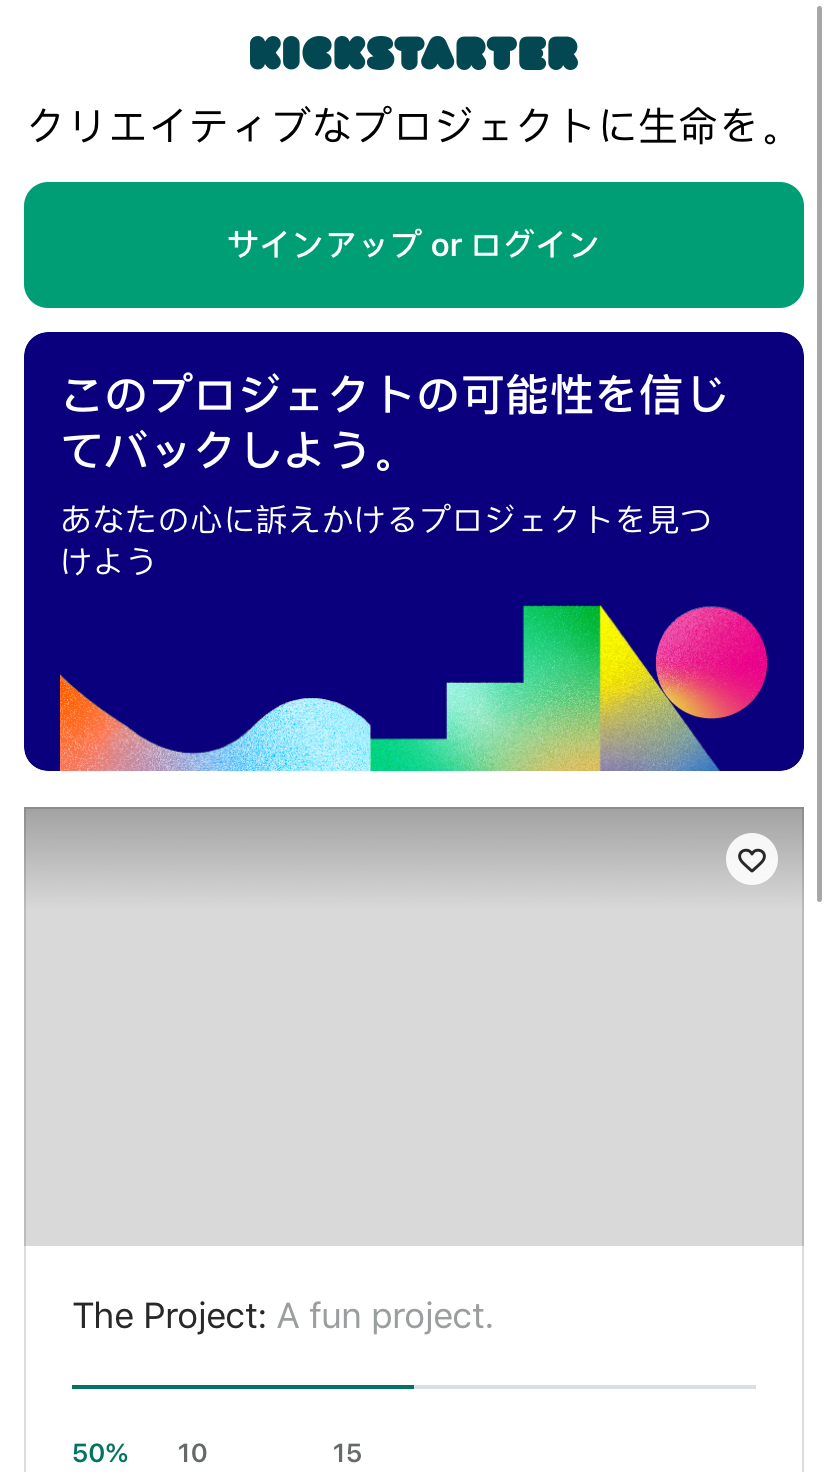 KICKSTARTER
クリエイティブなプロジェクトに生命を。
サインアップ or ログイン
このプロジェクトの可能性を信じ
てバックしよう。
あなたの心に訴えかけるプロジェクトを見つ
けよう
The Project: A fun project.
50% 10 15